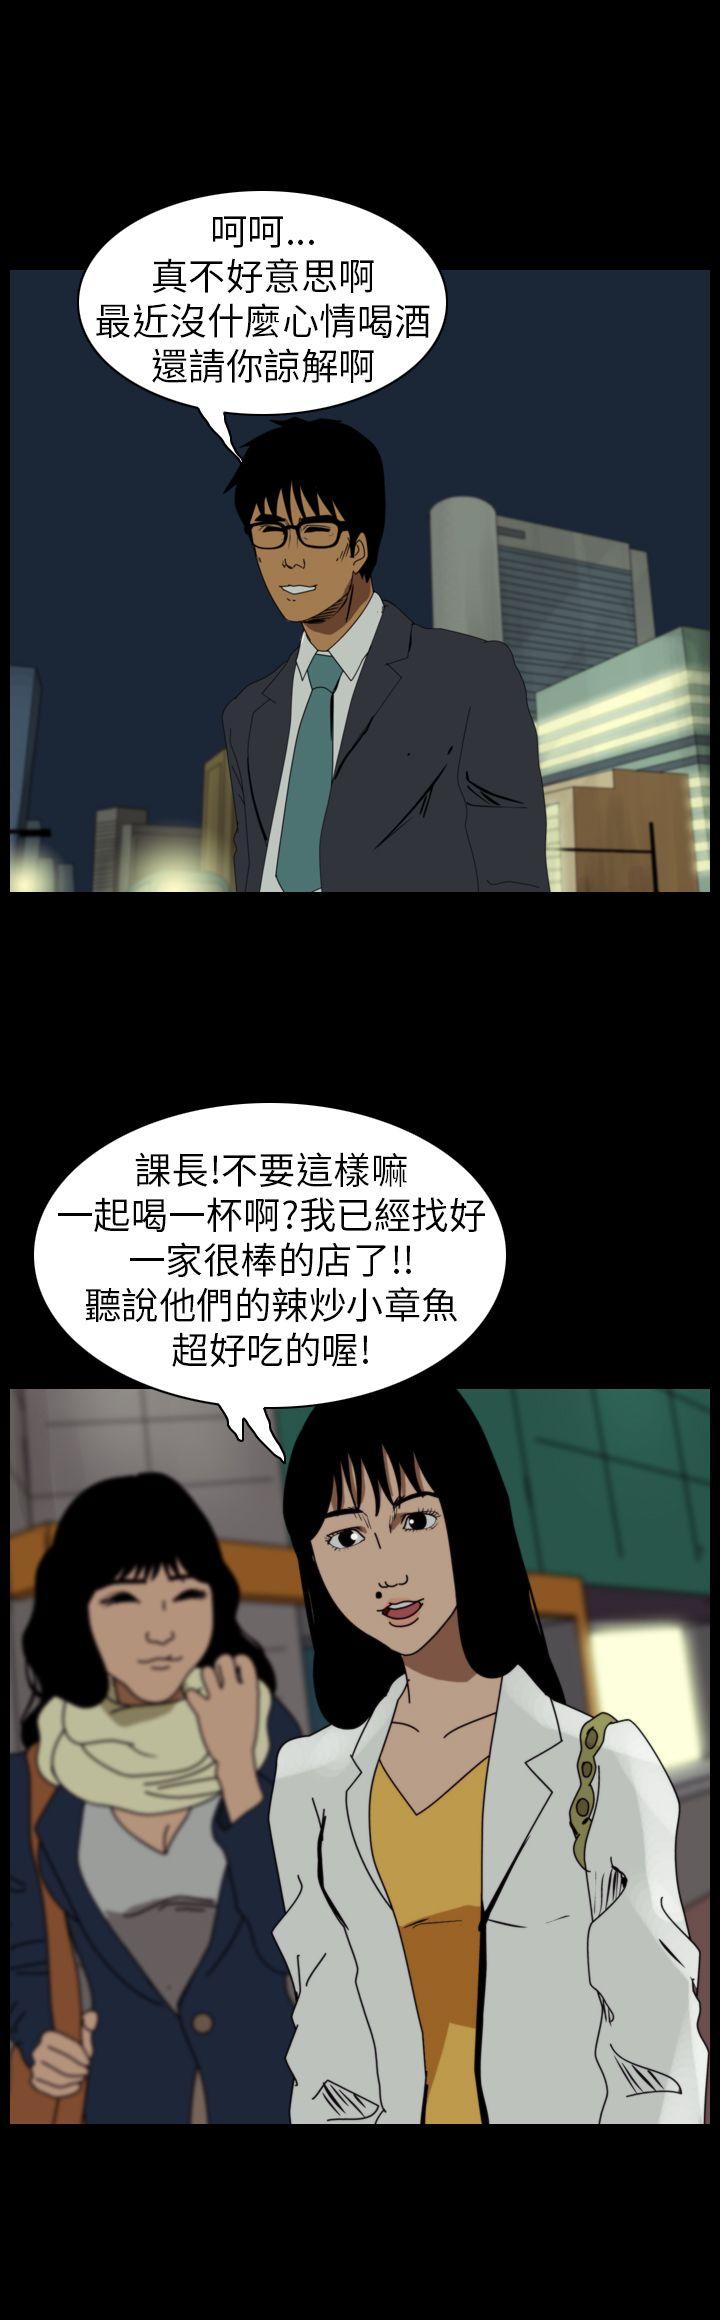 呵呵...
真不好意思啊
最近沒什麼心情喝酒
還請你諒解啊
課長!不要這樣嘛
一起喝一杯啊?我已經找好
一家很棒的店了!!
聽說他們的辣炒小章魚
超好吃的喔!